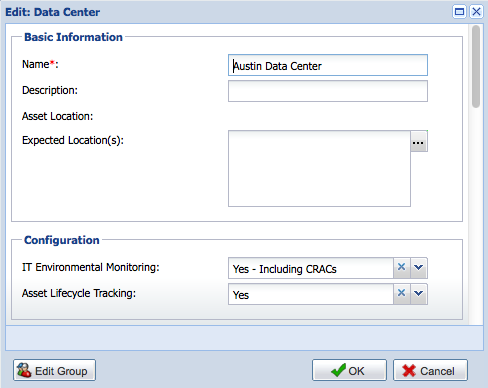 Edit: Data Center
Basic Information
Name*: Austin Data Center
Description:
Asset Location:
Expected Location(s): ...
Configuration
IT Environmental Monitoring: Yes - Including CRACs
Asset Lifecycle Tracking: Yes
Edit Group OK Cancel